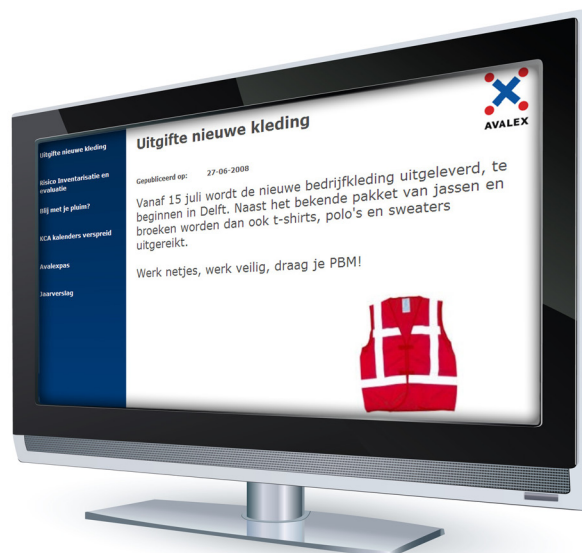 AVALEX
Uitgifte nieuwe kleding
Risico Inventarisatie en
evaluatie
Blij met je pluim?
KCA kalenders verspreid
Avalexpas
Jaarverslag
Uitgifte nieuwe kleding
Gepubliceerd op: 27-06-2008
Vanaf 15 juli wordt de nieuwe bedrijfkleding uitgeleverd, te
beginnen in Delft. Naast het bekende pakket van jassen en
broeken worden dan ook t-shirts, polo's en sweaters
uitgereikt.
Werk netjes, werk veilig, draag je PBM!